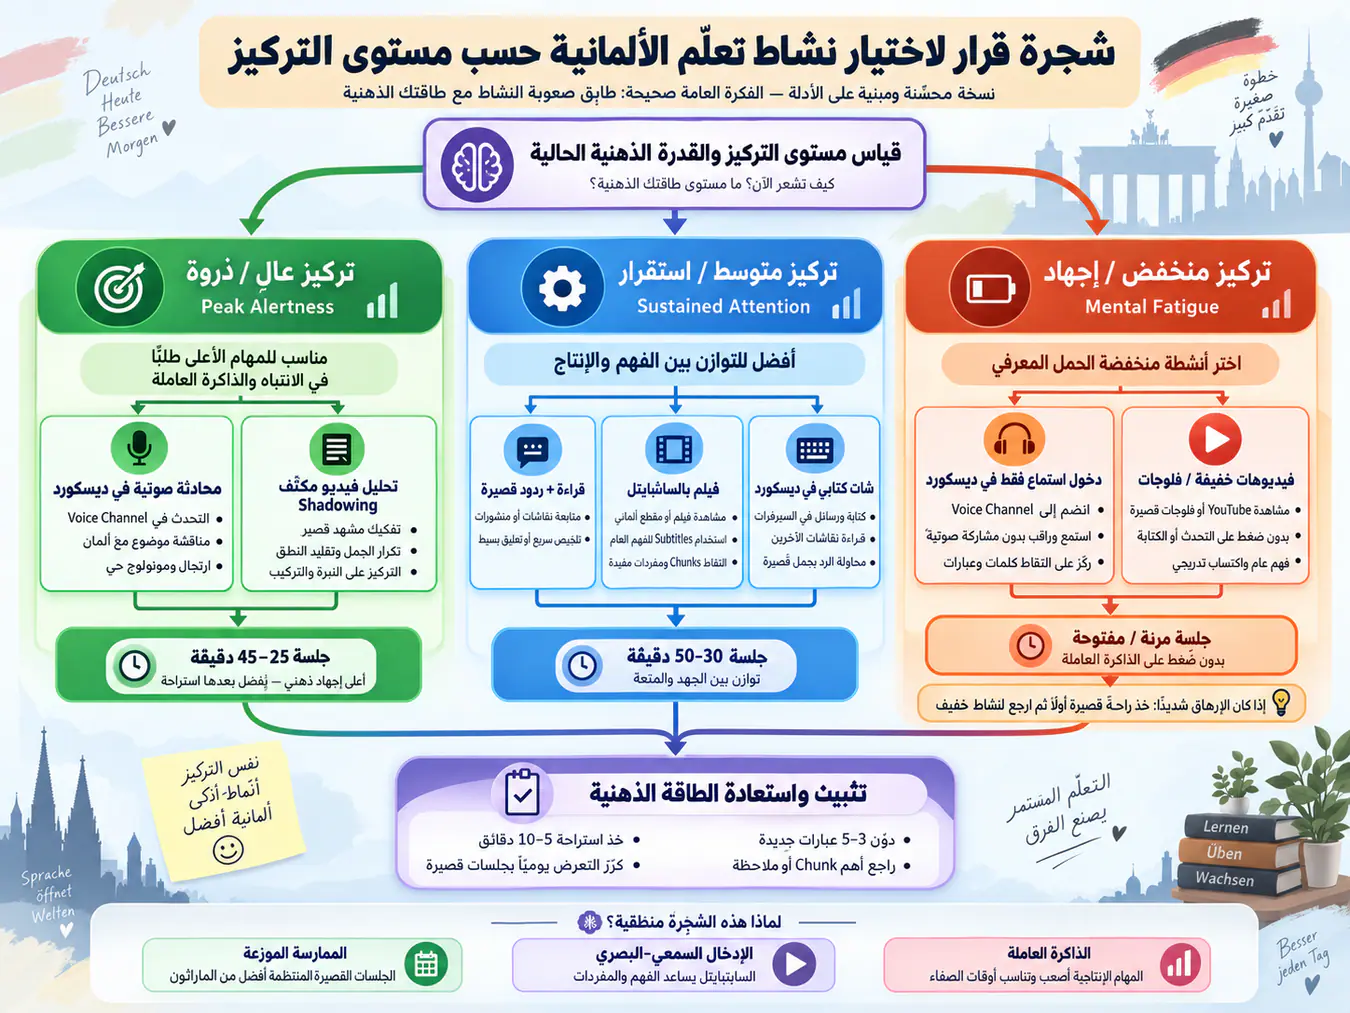 شجرة قرار لاختيار نشاط تعلّم الألمانية حسب مستوى التركيز
نسخة محسّنة ومبنية على الأدلة — الفكرة العامة صحيحة: طابق صعوبة النشاط مع طاقتك الذهنية
Deutsch
Heute
Bessere
Morgen
خطوة
صغيرة
تقدّم كبير
قياس مستوى التركيز والقدرة الذهنية الحالية
كيف تشعر الآن؟ ما مستوى طاقتك الذهنية؟
تركيز عالٍ / ذروة
Peak Alertness
مناسب للمهام الأعلى طلبًا
في الانتباه والذاكرة العاملة
محادثة صوتية في ديسكورد
• التحدث في Voice Channel
• مناقشة موضوع مع ألمان
• ارتجال ومونولوج حي
تحليل فيديو مكثّف
Shadowing
• تفكيك مشهد قصير
• تكرار الجمل وتقليد النطق
• التركيز على النبرة والتركيب
جلسة 25–45 دقيقة
أعلى إجهاد ذهني — يُفضل بعدها استراحة
تركيز متوسط / استقرار
Sustained Attention
أفضل للتوازن بين الفهم والإنتاج
شات كتابي في ديسكورد
• كتابة ورسائل في السيرفرات
• قراءة نقاشات الآخرين
• محاولة الرد بجمل قصيرة
فيلم بالسابتايتل
• مشاهدة فيلم أو مقطع ألماني
• استخدام Subtitles للفهم العام
• التقاط Chunks ومفردات مفيدة
قراءة + ردود قصيرة
• متابعة نقاشات أو منشورات
• تلخيص سريع أو تعليق بسيط
جلسة 30–50 دقيقة
توازن بين الجهد والمتعة
تركيز منخفض / إجهاد
Mental Fatigue
اختر أنشطة منخفضة الحمل المعرفي
فيديوهات خفيفة / فلوجات
• مشاهدة YouTube أو فلوجات قصيرة
• بدون ضغط على التحدث أو الكتابة
• فهم عام واكتساب تدريجي
دخول استماع فقط في ديسكورد
• انضم إلى Voice Channel
• استمع وراقب بدون مشاركة صوتية
• ركّز على التقاط كلمات وعبارات
جلسة مرنة / مفتوحة
بدون ضغط على الذاكرة العاملة
إذا كان الإرهاق شديدًا: خذ راحة قصيرة أولاً ثم ارجع لنشاط خفيف
تثبيت واستعادة الطاقة الذهنية
• دوّن 3–5 عبارات جديدة
• راجع أهم Chunk أو ملاحظة
• خذ استراحة 5–10 دقائق
• كرّر التعرض يوميًا بجلسات قصيرة
نفس التركيز
أنماط أذكى
ألمانية أفضل
التعلّم المستمر
يصنع الفرق
Lernen
Üben
Wachsen
Sprache
öffnet
Welten
لماذا هذه الشجرة منطقية؟
الذاكرة العاملة
المهام الإنتاجية أصعب وتناسب أوقات الصفاء
الإدخال السمعي-البصري
السابتايتل يساعد الفهم والمفردات
الممارسة الموزعة
الجلسات القصيرة المنتظمة أفضل من الماراثون
Besser
jeden Tag